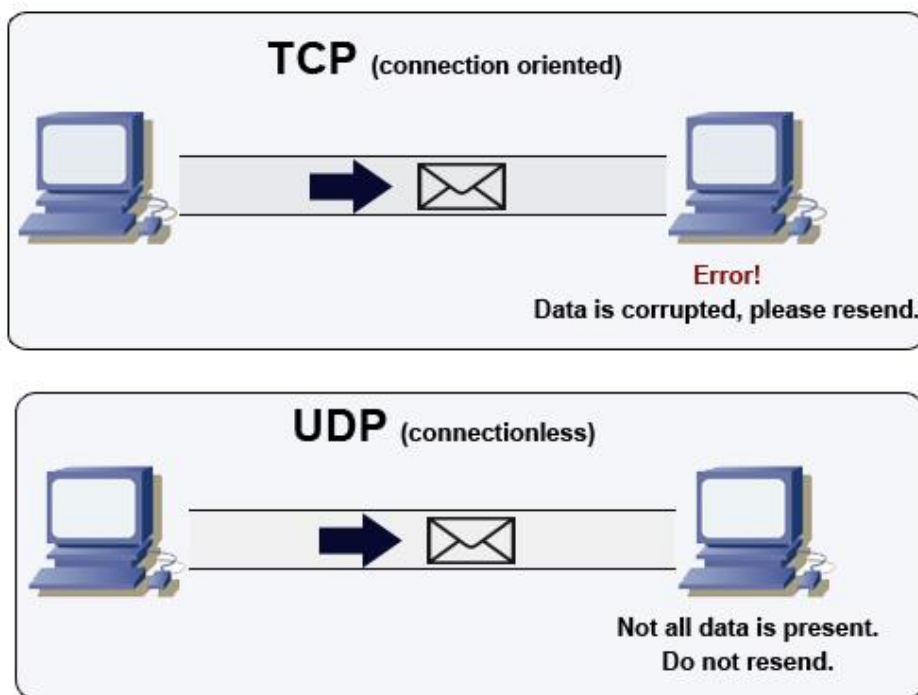 TCP (connection oriented)
Error!
Data is corrupted, please resend.
UDP (connectionless)
Not all data is present.
Do not resend.